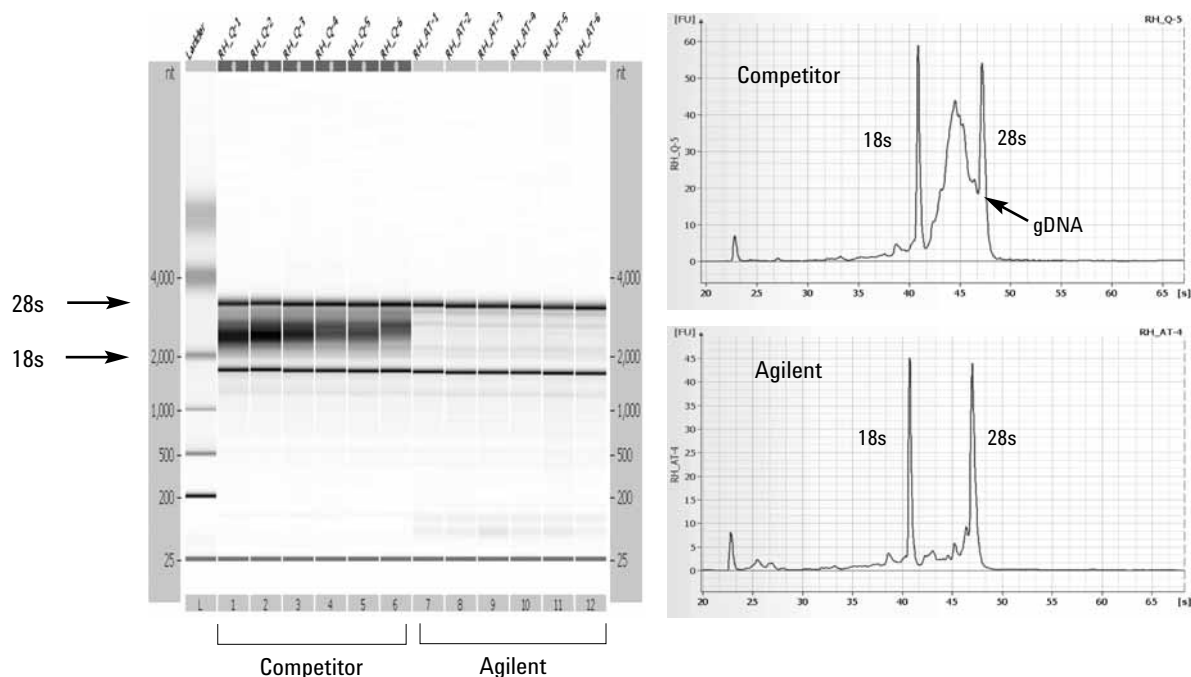 Ladder RH_Q-1 RH_Q-2 RH_Q-3 RH_Q-4 RH_Q-5 RH_Q-6 RH_AT-1 RH_AT-2 RH_AT-3 RH_AT-4 RH_AT-5 RH_AT-6
nt nt
4,000 4,000
28s
18s
2,000 2,000
1,000 1,000
500 500
200 200
25 25
L 1 2 3 4 5 6 7 8 9 10 11 12
Competitor Agilent
[FU] RH_Q-5
60
50
40
30
20
10
0
RH_Q-5
Competitor
18s 28s
gDNA
20 25 30 35 40 45 50 55 60 65 [s]
[FU] RH_AT-4
45
40
35
30
25
20
15
10
5
0
RH_AT-4
Agilent
18s 28s
20 25 30 35 40 45 50 55 60 65 [s]